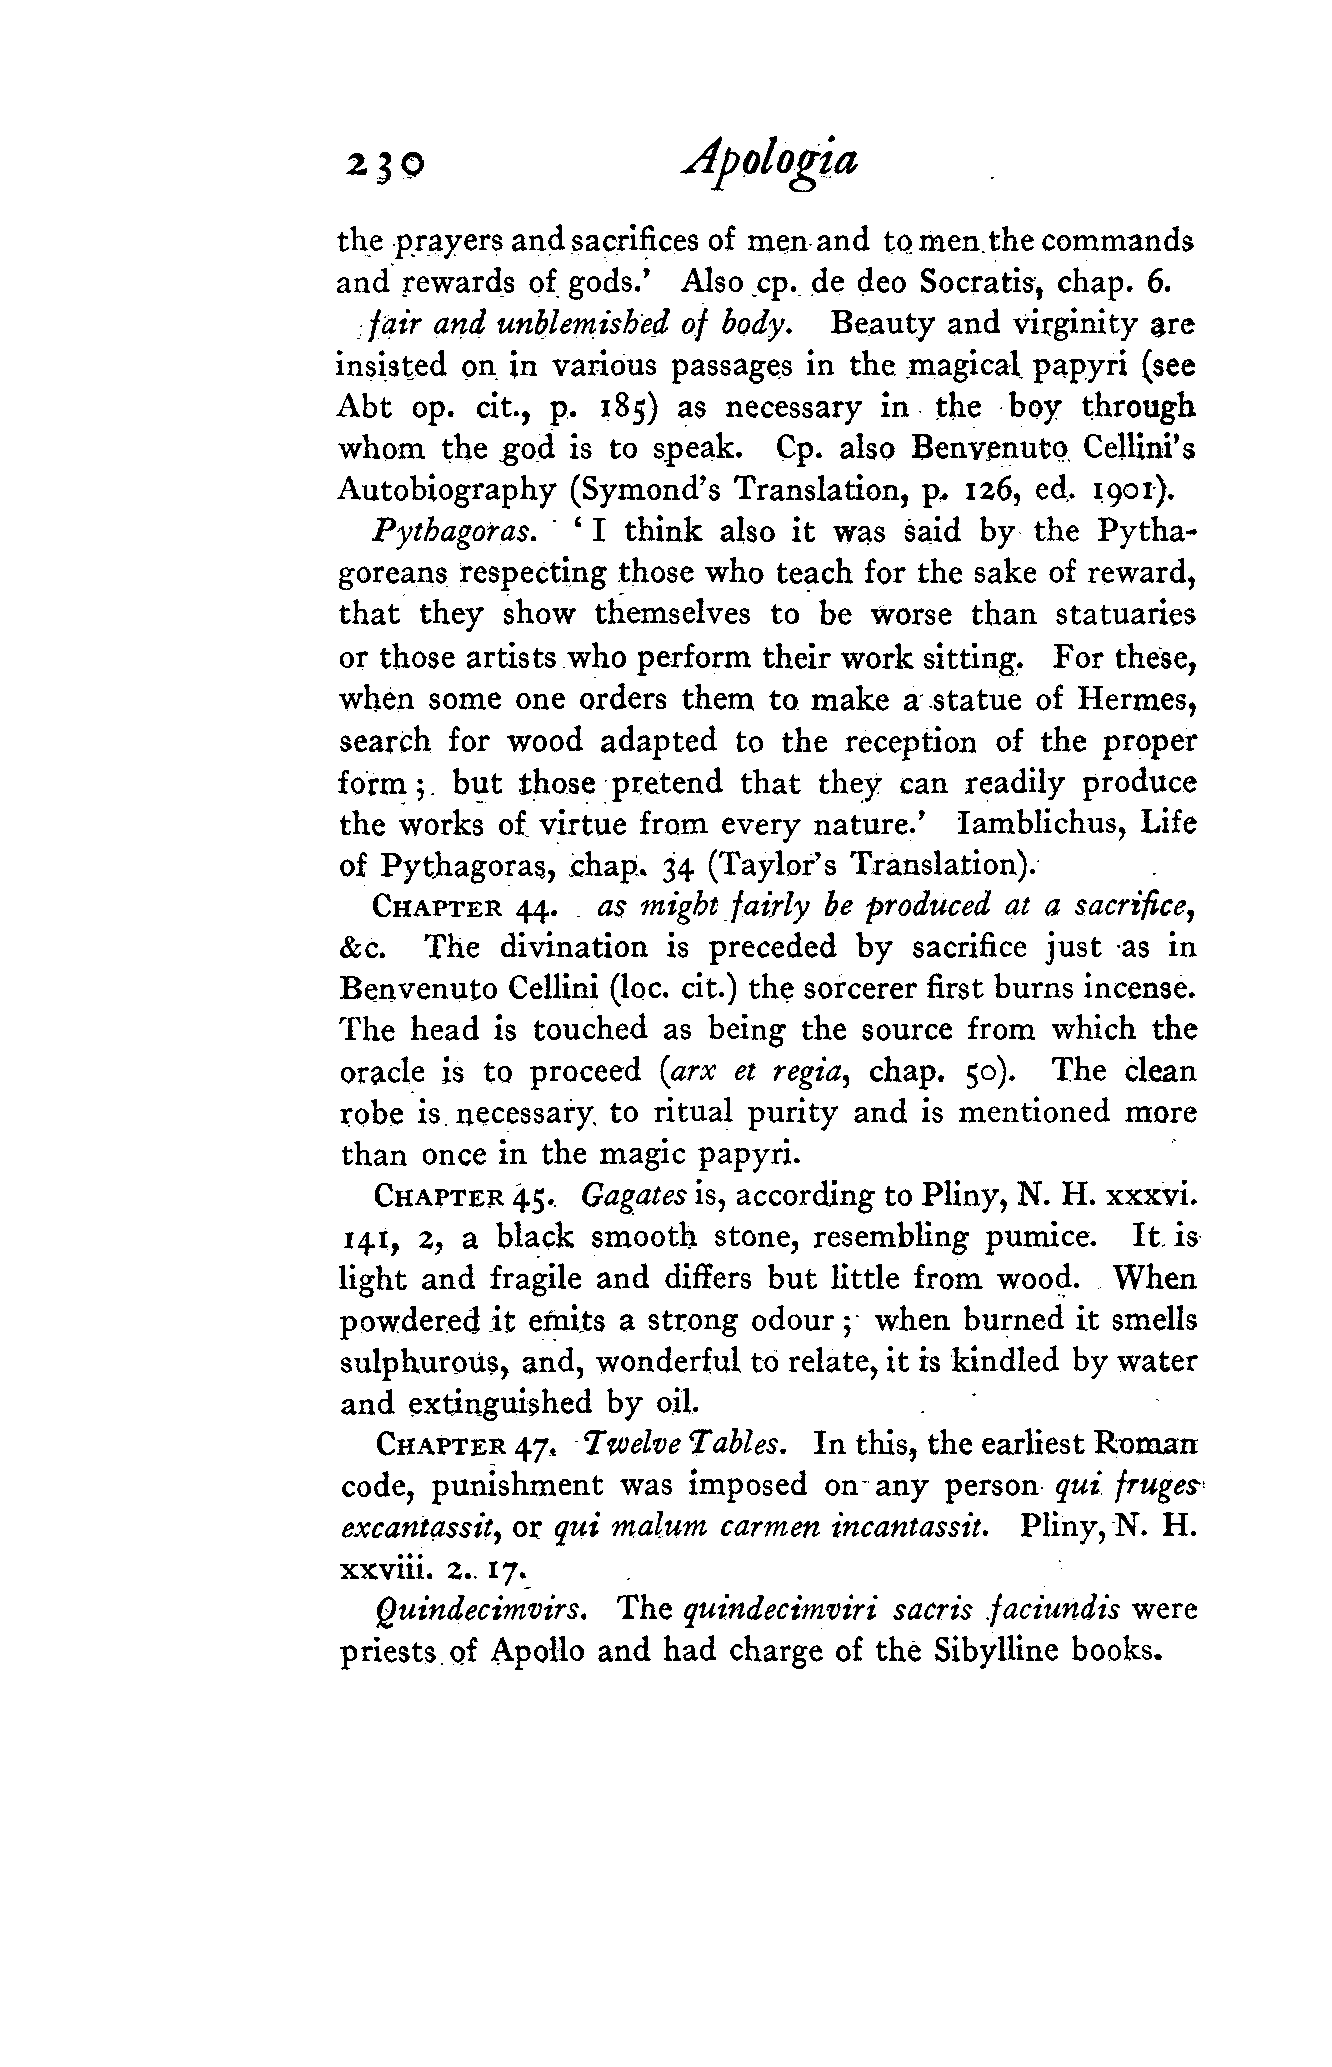 230 Apologia
the prayers and sacrifices of men and to men the commands
and rewards of gods.’ Also cp. de deo Socratis, chap. 6.
fair and unblemished of body. Beauty and virginity are
insisted on in various passages in the magical papyri (see
Abt op. cit., p. 185) as necessary in the boy through
whom the god is to speak. Cp. also Benvenuto Cellini’s
Autobiography (Symond’s Translation, p. 126, ed. 1901).
Pythagoras. ‘I think also it was said by the Pytha-
goreans respecting those who teach for the sake of reward,
that they show themselves to be worse than statuaries
or those artists who perform their work sitting. For these,
when some one orders them to make a statue of Hermes,
search for wood adapted to the reception of the proper
form; but those pretend that they can readily produce
the works of virtue from every nature.’ Iamblichus, Life
of Pythagoras, chap. 34 (Taylor’s Translation).
CHAPTER 44. as might fairly be produced at a sacrifice,
&c. The divination is preceded by sacrifice just as in
Benvenuto Cellini (loc. cit.) the sorcerer first burns incense.
The head is touched as being the source from which the
oracle is to proceed (arx et regia, chap. 50). The clean
robe is necessary to ritual purity and is mentioned more
than once in the magic papyri.
CHAPTER 45. Gagates is, according to Pliny, N. H. xxxvi.
141, 2, a black smooth stone, resembling pumice. It is
light and fragile and differs but little from wood. When
powdered it emits a strong odour; when burned it smells
sulphurous, and, wonderful to relate, it is kindled by water
and extinguished by oil.
CHAPTER 47. Twelve Tables. In this, the earliest Roman
code, punishment was imposed on any person qui fruges
excantassit, or qui malum carmen incantassit. Pliny, N. H.
xxviii. 2. 17.
Quindecimvirs. The quindecimviri sacris faciundis were
priests of Apollo and had charge of the Sibylline books.